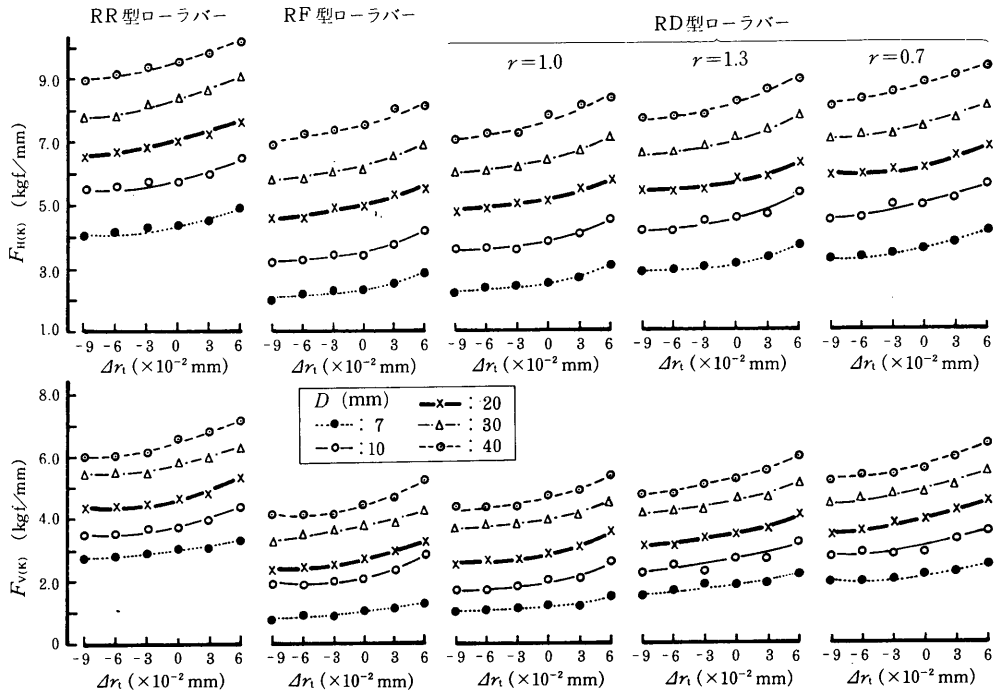 RR型ローラバー RF型ローラバー RD型ローラバー
r=1.0 r=1.3 r=0.7
F_H(K) (kgf/mm)
9.0
7.0
5.0
3.0
1.0
-9 -6 -3 0 3 6 -9 -6 -3 0 3 6 -9 -6 -3 0 3 6 -9 -6 -3 0 3 6 -9 -6 -3 0 3 6
Δr_t (×10⁻² mm) Δr_t (×10⁻² mm) Δr_t (×10⁻² mm) Δr_t (×10⁻² mm) Δr_t (×10⁻² mm)
D (mm)
: 7
: 10
: 20
: 30
: 40
F_V(K) (kgf/mm)
8.0
6.0
4.0
2.0
0
-9 -6 -3 0 3 6 -9 -6 -3 0 3 6 -9 -6 -3 0 3 6 -9 -6 -3 0 3 6 -9 -6 -3 0 3 6
Δr_t (×10⁻² mm) Δr_t (×10⁻² mm) Δr_t (×10⁻² mm) Δr_t (×10⁻² mm) Δr_t (×10⁻² mm)